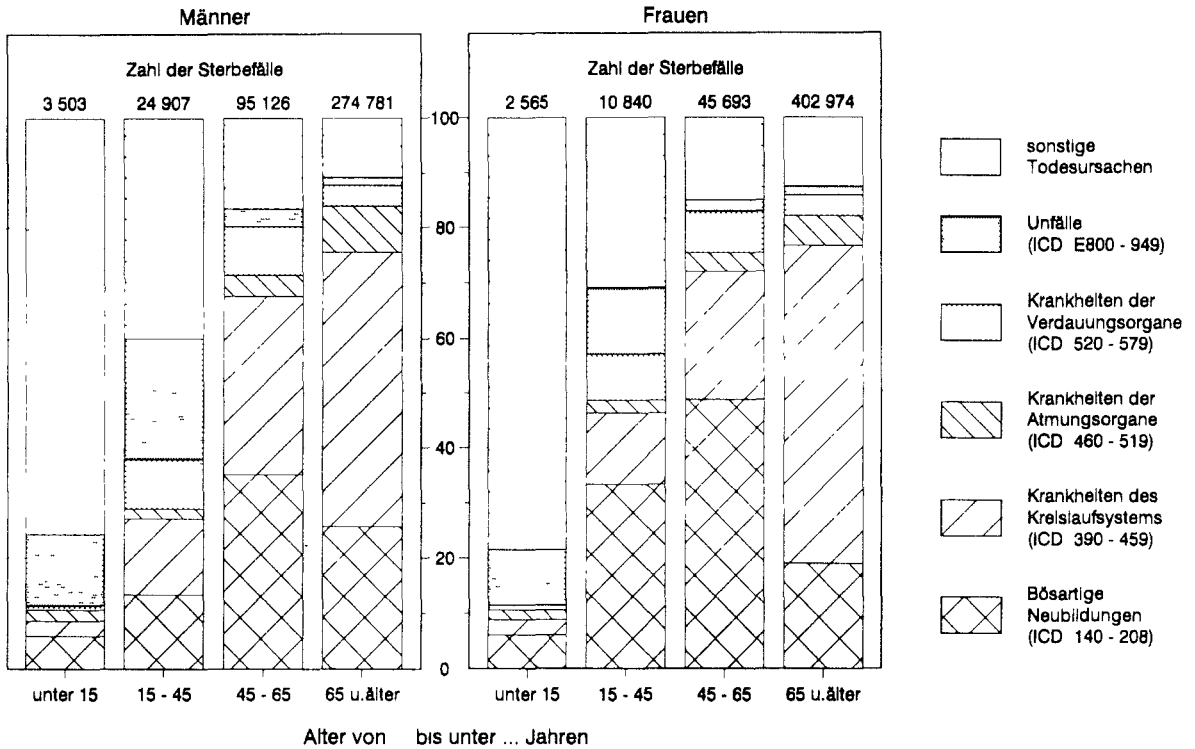 Männer
Frauen
Zahl der Sterbefälle
Zahl der Sterbefälle
3 503 24 907 95 126 274 781
2 565 10 840 45 693 402 974
100
80
60
40
20
0
unter 15 15 - 45 45 - 65 65 u.älter
unter 15 15 - 45 45 - 65 65 u.älter
Alter von bis unter ... Jahren
sonstige
Todesursachen
Unfälle
(ICD E800 - 949)
Krankheiten der
Verdauungsorgane
(ICD 520 - 579)
Krankheiten der
Atmungsorgane
(ICD 460 - 519)
Krankheiten des
Kreislaufsystems
(ICD 390 - 459)
Bösartige
Neubildungen
(ICD 140 - 208)